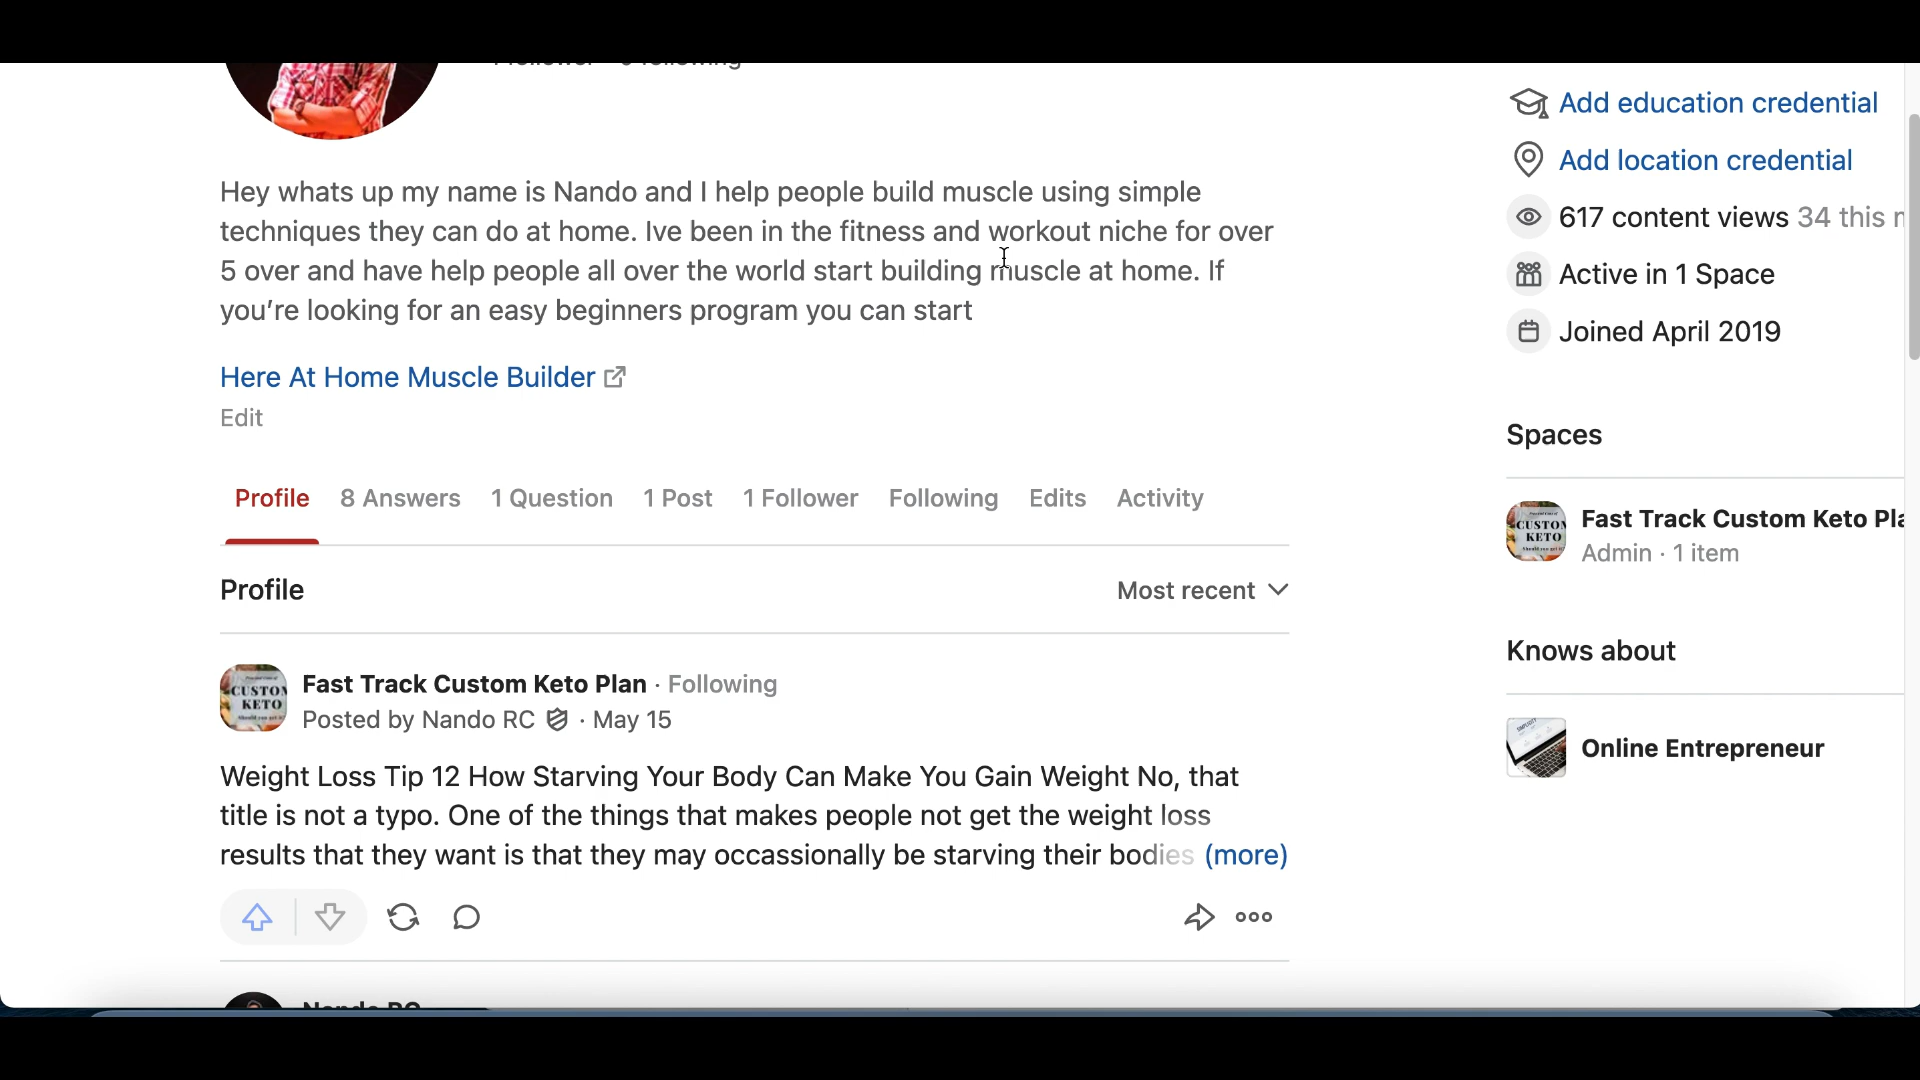 Hey whats up my name is Nando and I help people build muscle using simple
techniques they can do at home. Ive been in the fitness and workout niche for over
5 over and have help people all over the world start building muscle at home. If
you're looking for an easy beginners program you can start
Here At Home Muscle Builder
Edit
Profile 8 Answers 1 Question 1 Post 1 Follower Following Edits Activity
Profile
Most recent
CUSTOM
KETO
Fast Track Custom Keto Plan · Following
Posted by Nando RC · May 15
Weight Loss Tip 12 How Starving Your Body Can Make You Gain Weight No, that
title is not a typo. One of the things that makes people not get the weight loss
results that they want is that they may occassionally be starving their bodies (more)
Nando RC
Add education credential
Add location credential
617 content views 34 this
Active in 1 Space
Joined April 2019
Spaces
CUSTOM
KETO
Fast Track Custom Keto Pla
Admin · 1 item
Knows about
Online Entrepreneur